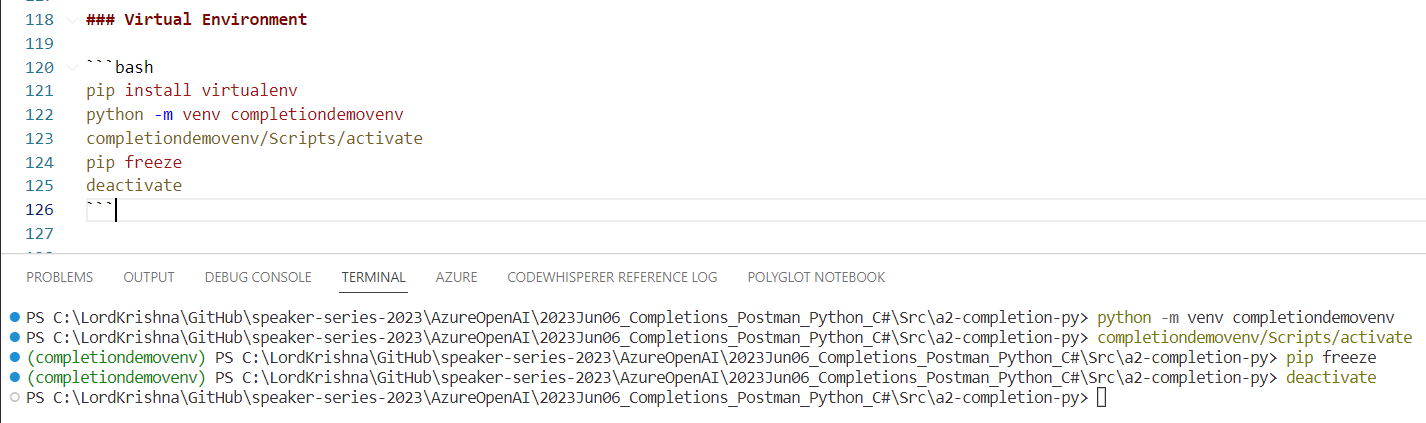 118 ### Virtual Environment
119
120 ```bash
121 pip install virtualenv
122 python -m venv completiondemovenv
123 completiondemovenv/Scripts/activate
124 pip freeze
125 deactivate
126 ```
127
PROBLEMS OUTPUT DEBUG CONSOLE TERMINAL AZURE CODEWHISPERER REFERENCE LOG POLYGLOT NOTEBOOK
PS C:\LordKrishna\GitHub\speaker-series-2023\AzureOpenAI\2023Jun06_Completions_Postman_Python_C#\Src\a2-completion-py> python -m venv completiondemovenv
PS C:\LordKrishna\GitHub\speaker-series-2023\AzureOpenAI\2023Jun06_Completions_Postman_Python_C#\Src\a2-completion-py> completiondemovenv/Scripts/activate
(completiondemovenv) PS C:\LordKrishna\GitHub\speaker-series-2023\AzureOpenAI\2023Jun06_Completions_Postman_Python_C#\Src\a2-completion-py> pip freeze
(completiondemovenv) PS C:\LordKrishna\GitHub\speaker-series-2023\AzureOpenAI\2023Jun06_Completions_Postman_Python_C#\Src\a2-completion-py> deactivate
PS C:\LordKrishna\GitHub\speaker-series-2023\AzureOpenAI\2023Jun06_Completions_Postman_Python_C#\Src\a2-completion-py>